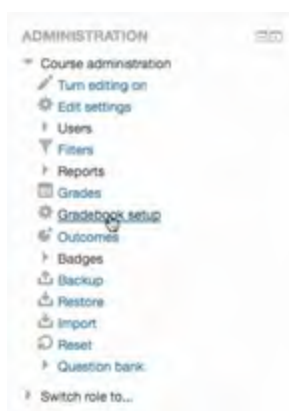 ADMINISTRATION
Course administration
Turn editing on
Edit settings
Users
Filters
Reports
Grades
Gradebook setup
Outcomes
Badges
Backup
Restore
Import
Reset
Question bank
Switch role to...